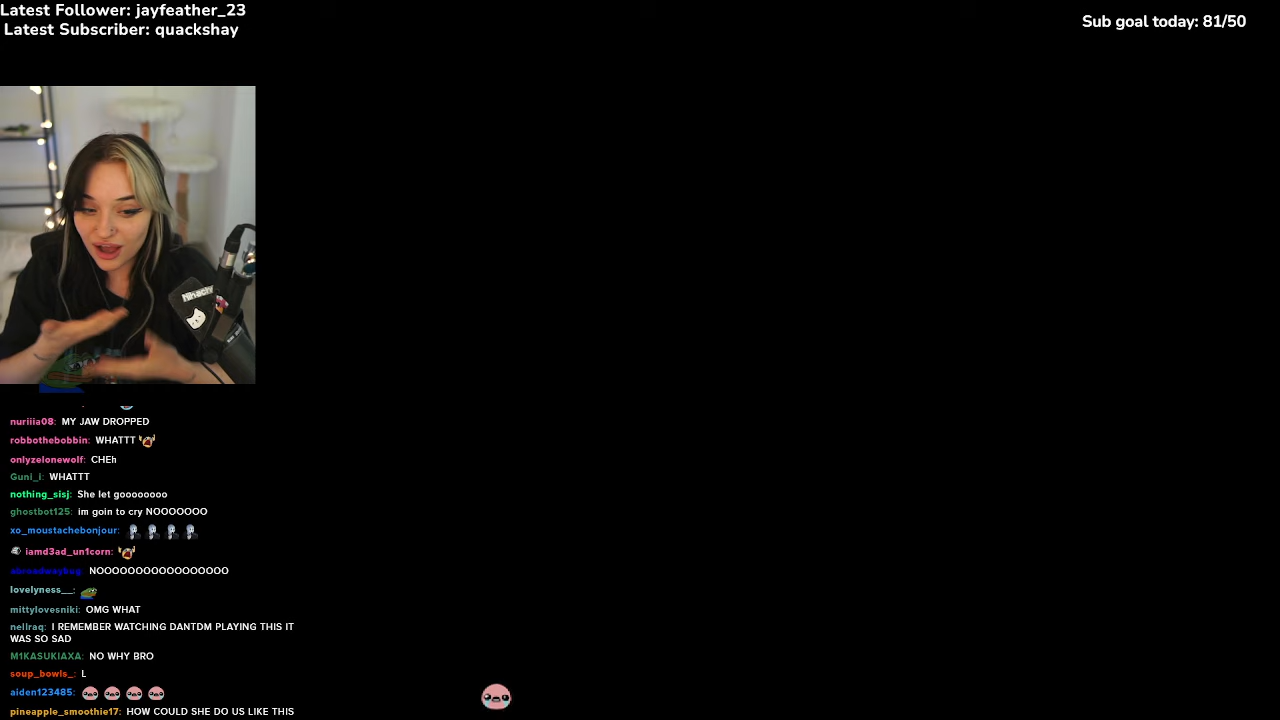 Latest Follower: jayfeather_23
Latest Subscriber: quackshay
Sub goal today: 81/50
nuriiia08: MY JAW DROPPED
robbothebobbin: WHATTT
onlyzelonewolf: CHEh
Guni_i: WHATTT
nothing_sisj: She let goooooooo
ghostbot125: im goin to cry NOOOOOOO
xo_moustachebonjour:
iamd3ad_un1corn:
NOOOOOOOOOOOOOOOOO
lovelyness__:
mittylovesniki: OMG WHAT
I REMEMBER WATCHING DANTDM PLAYING THIS IT
WAS SO SAD
M1KASUKIAXA: NO WHY BRO
soup_bowls_: L
aiden123485:
pineapple_smoothie17: HOW COULD SHE DO US LIKE THIS